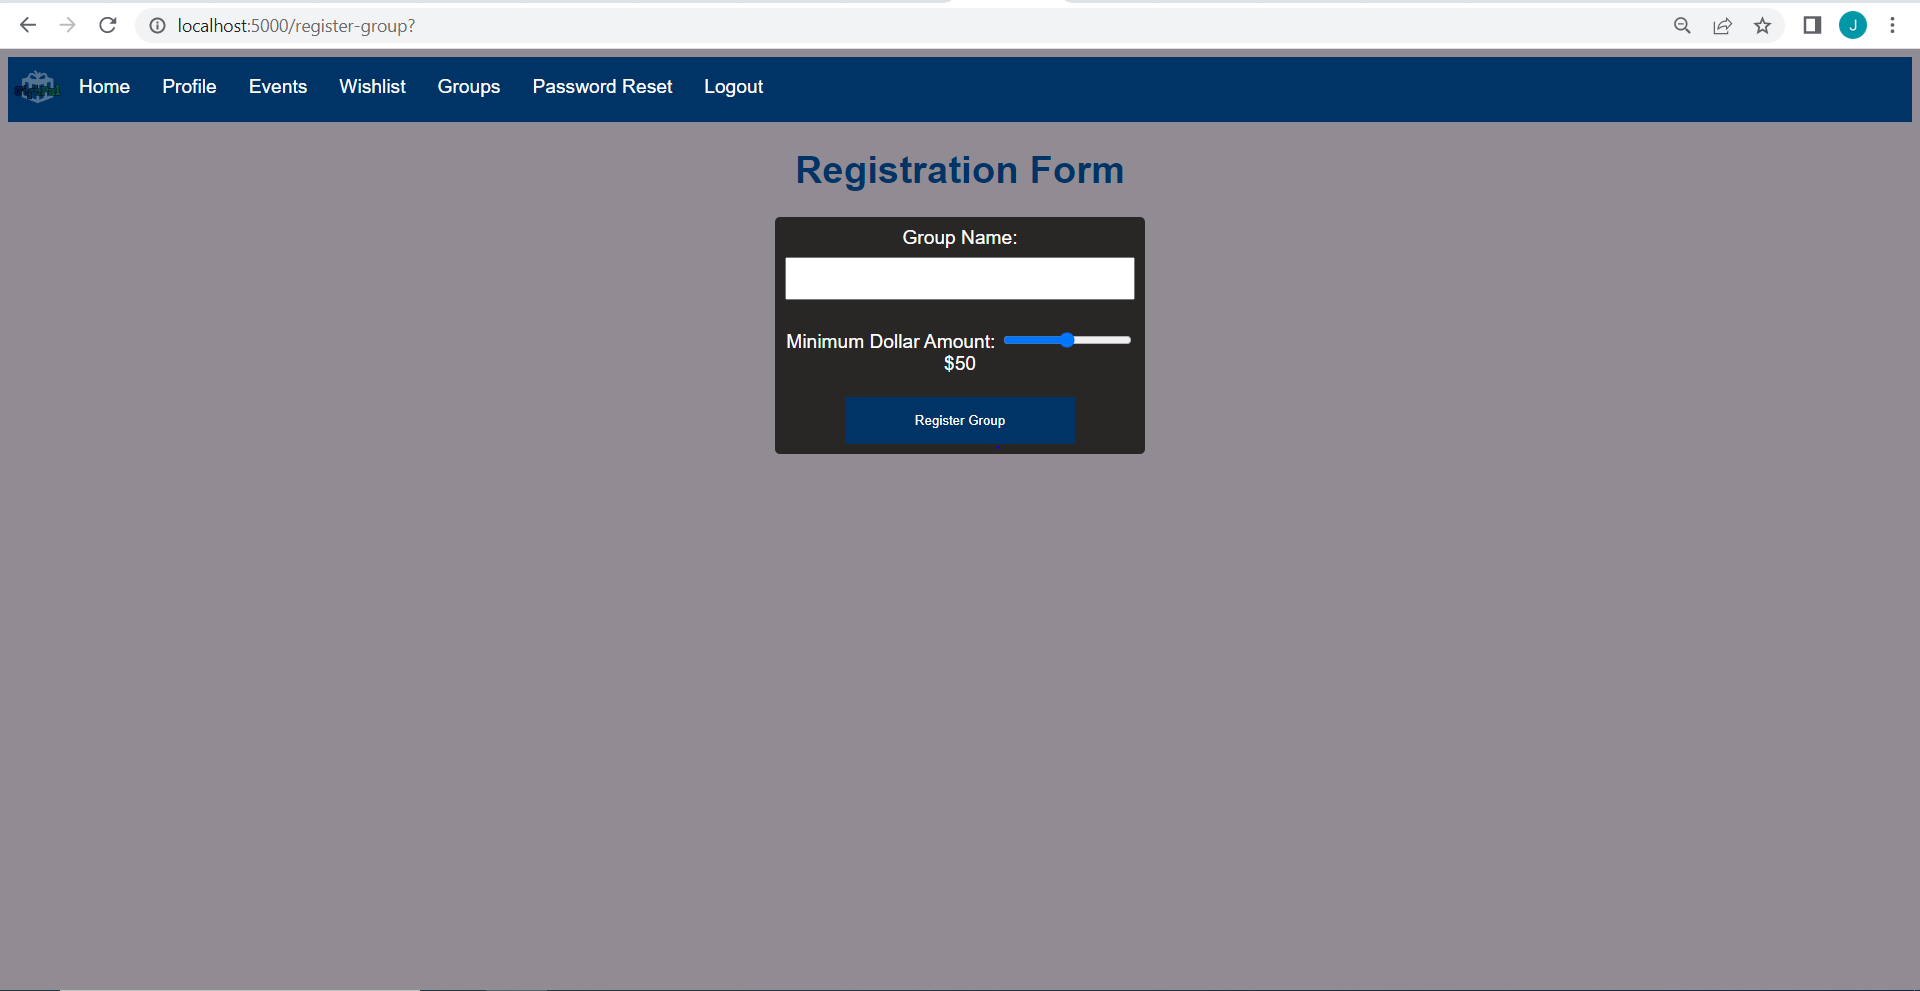 localhost:5000/register-group?
J
Home Profile Events Wishlist Groups Password Reset Logout
Registration Form
Group Name:
Minimum Dollar Amount:
$50
Register Group